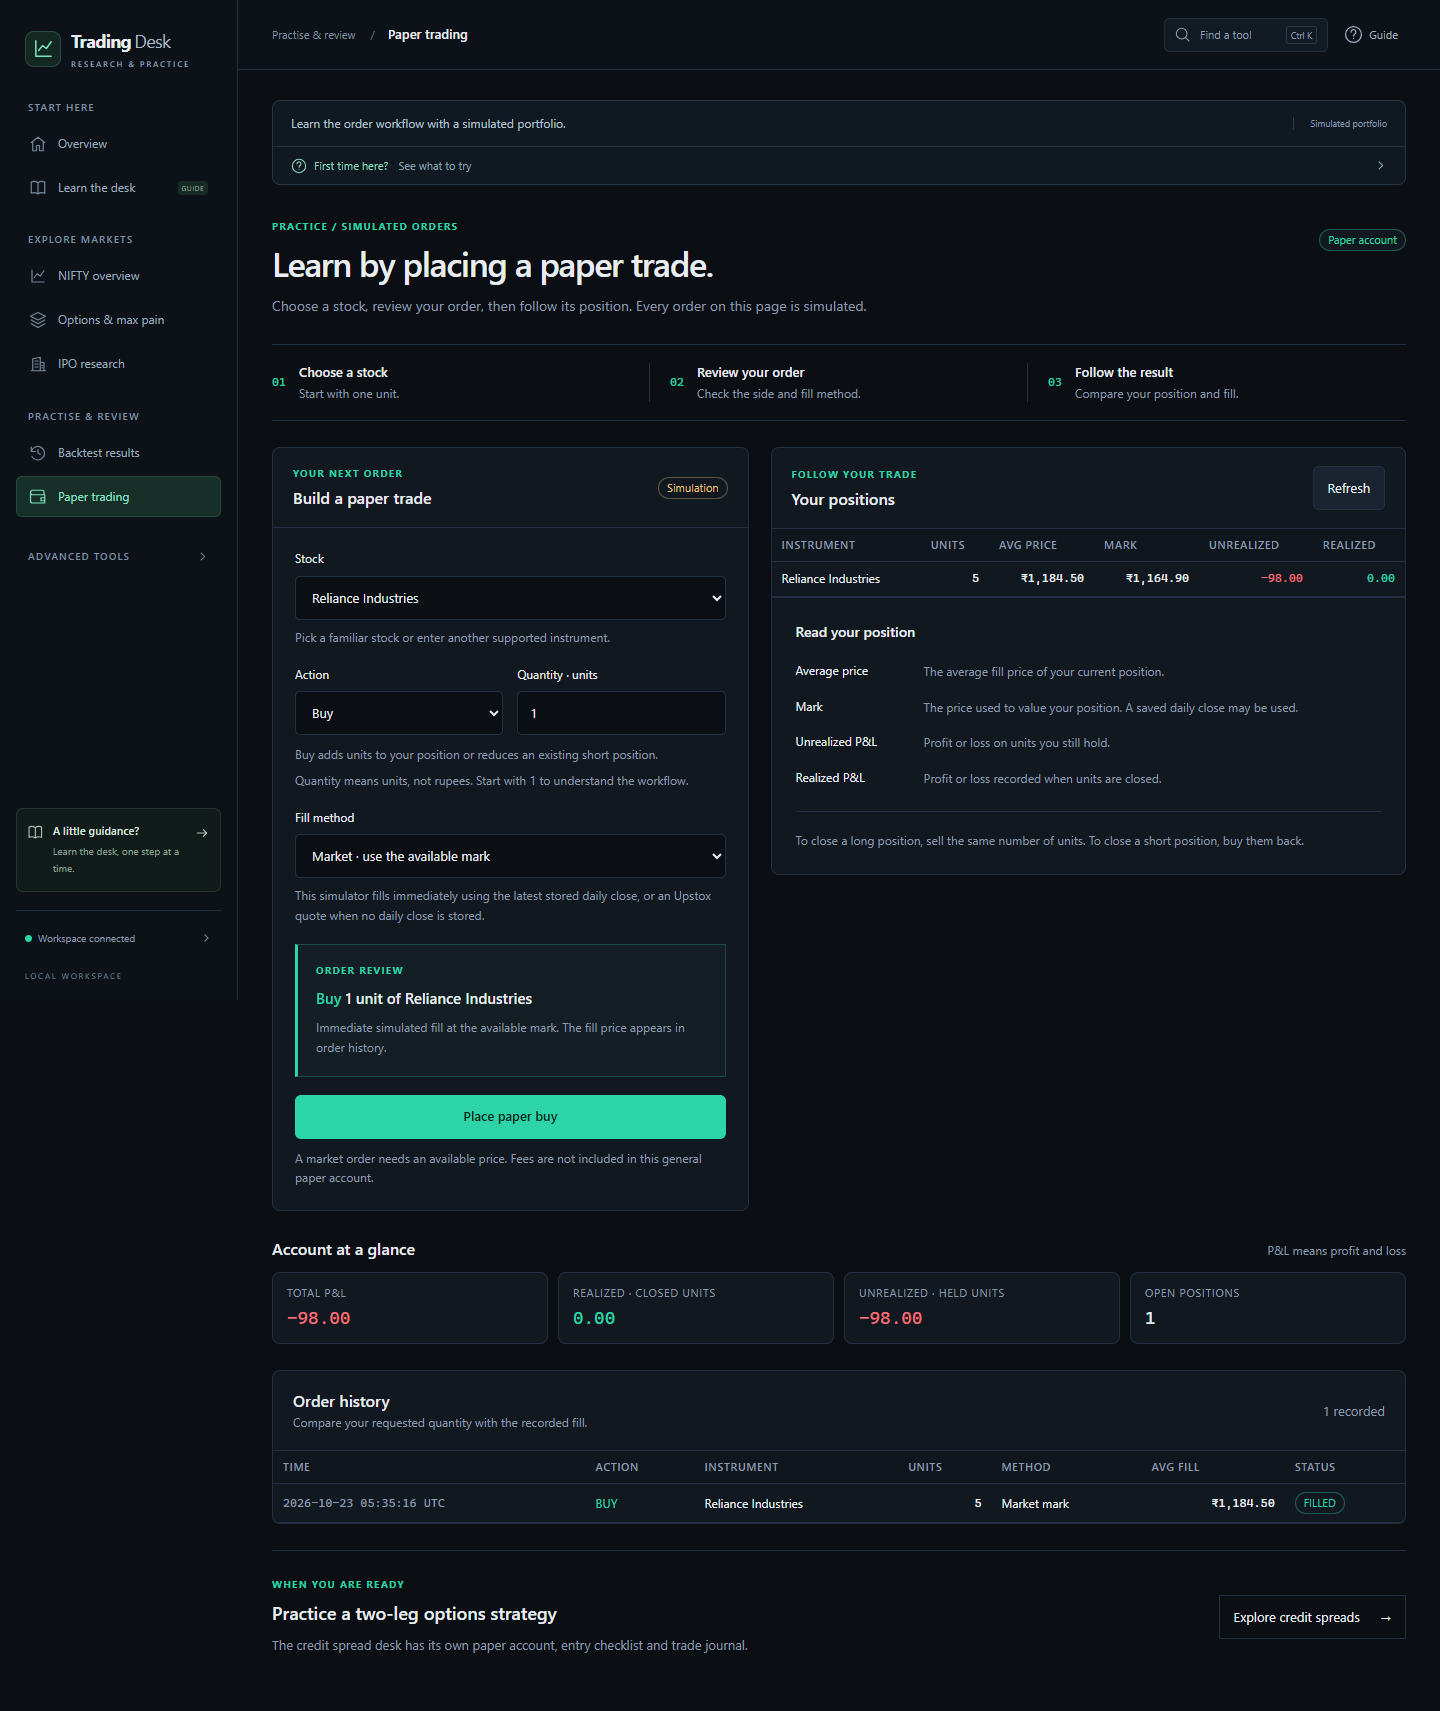 Trading Desk
RESEARCH & PRACTICE
START HERE
Overview
Learn the desk
GUIDE
EXPLORE MARKETS
NIFTY overview
Options & max pain
IPO research
PRACTISE & REVIEW
Backtest results
Paper trading
ADVANCED TOOLS
A little guidance?
Learn the desk, one step at a
time.
Workspace connected
LOCAL WORKSPACE
Practise & review / Paper trading
Find a tool
Ctrl K
Guide
Learn the order workflow with a simulated portfolio.
Simulated portfolio
First time here? See what to try
PRACTICE / SIMULATED ORDERS
Paper account
Learn by placing a paper trade.
Choose a stock, review your order, then follow its position. Every order on this page is simulated.
01
Choose a stock
Start with one unit.
02
Review your order
Check the side and fill method.
03
Follow the result
Compare your position and fill.
YOUR NEXT ORDER
Build a paper trade
Simulation
Stock
Reliance Industries
Pick a familiar stock or enter another supported instrument.
Action
Quantity · units
Buy
1
Buy adds units to your position or reduces an existing short position.
Quantity means units, not rupees. Start with 1 to understand the workflow.
Fill method
Market · use the available mark
This simulator fills immediately using the latest stored daily close, or an Upstox
quote when no daily close is stored.
ORDER REVIEW
Buy 1 unit of Reliance Industries
Immediate simulated fill at the available mark. The fill price appears in
order history.
Place paper buy
A market order needs an available price. Fees are not included in this general
paper account.
FOLLOW YOUR TRADE
Your positions
Refresh
INSTRUMENT UNITS AVG PRICE MARK UNREALIZED REALIZED
Reliance Industries 5 ₹1,184.50 ₹1,164.90 −98.00 0.00
Read your position
Average price The average fill price of your current position.
Mark The price used to value your position. A saved daily close may be used.
Unrealized P&L Profit or loss on units you still hold.
Realized P&L Profit or loss recorded when units are closed.
To close a long position, sell the same number of units. To close a short position, buy them back.
Account at a glance
P&L means profit and loss
TOTAL P&L
−98.00
REALIZED · CLOSED UNITS
0.00
UNREALIZED · HELD UNITS
−98.00
OPEN POSITIONS
1
Order history
Compare your requested quantity with the recorded fill.
1 recorded
TIME ACTION INSTRUMENT UNITS METHOD AVG FILL STATUS
2026−10−23 05:35:16 UTC BUY Reliance Industries 5 Market mark ₹1,184.50 FILLED
WHEN YOU ARE READY
Practice a two-leg options strategy
The credit spread desk has its own paper account, entry checklist and trade journal.
Explore credit spreads →